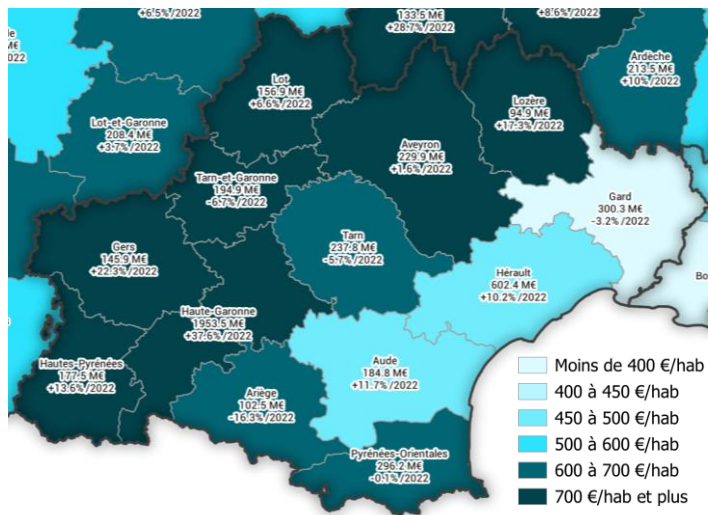 +6.5% /2022
133.5 M€
+28.7% /2022
+8.6% /2022
Ardèche
213.5 M€
+10% /2022
Lot
156.9 M€
+6.6% /2022
Lozère
94.9 M€
+17.3% /2022
Lot-et-Garonne
208.4 M€
+3.7% /2022
Aveyron
229.9 M€
+1.6% /2022
Tarn-et-Garonne
194.9 M€
-6.7% /2022
Gard
300.3 M€
-3.2% /2022
Gers
145.9 M€
+22.3% /2022
Tarn
237.8 M€
-5.7% /2022
Hérault
602.4 M€
+10.2% /2022
Haute-Garonne
1953.5 M€
+37.6% /2022
Hautes-Pyrénées
177.5 M€
+13.6% /2022
Aude
184.8 M€
+11.7% /2022
Ariège
102.5 M€
-16.3% /2022
Pyrénées-Orientales
296.2 M€
-0.1% /2022
Moins de 400 €/hab
400 à 450 €/hab
450 à 500 €/hab
500 à 600 €/hab
600 à 700 €/hab
700 €/hab et plus